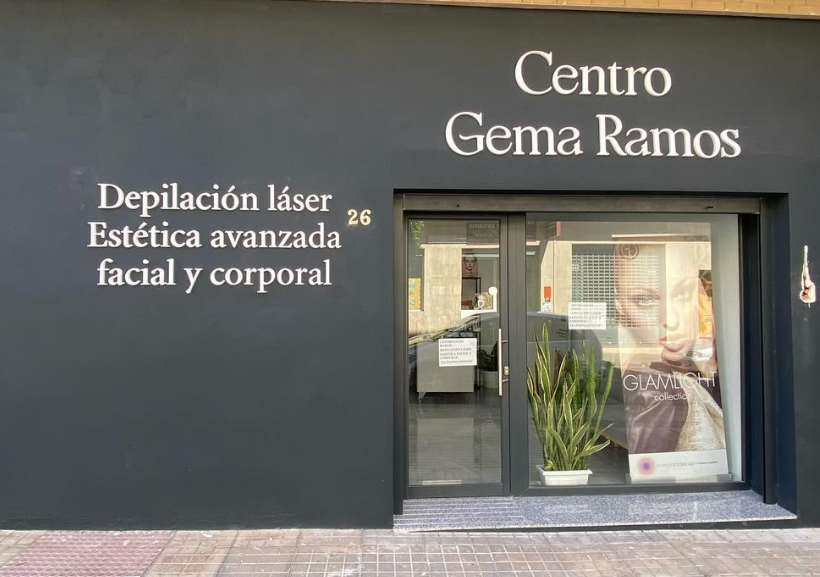 Centro
Gema Ramos
Depilación láser
Estética avanzada
facial y corporal
26
GLAMLIGHT
collection